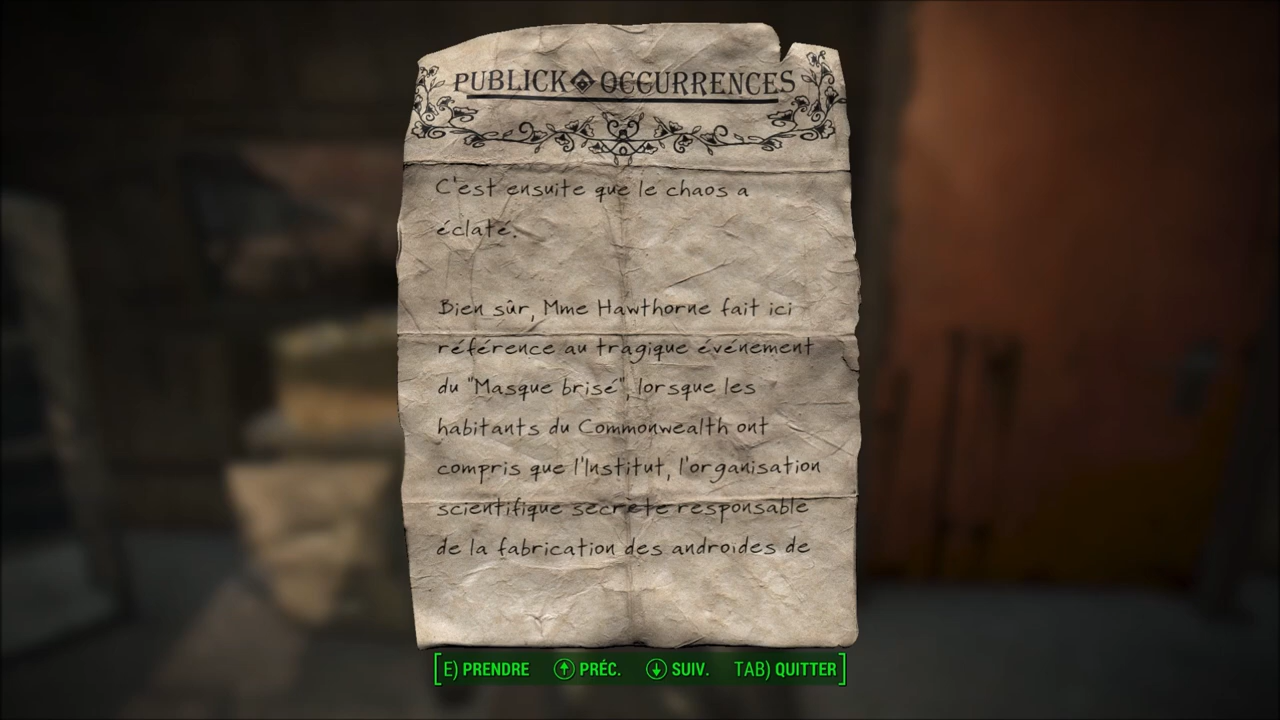 PUBLICK OCCURRENCES
C'est ensuite que le chaos a
éclaté.
Bien sûr, Mme Hawthorne fait ici
référence au tragique événement
du "Masque brisé", lorsque les
habitants du Commonwealth ont
compris que l'Institut, l'organisation
scientifique secrète responsable
de la fabrication des androïdes de
E) PRENDRE PRÉC. SUIV. TAB) QUITTER